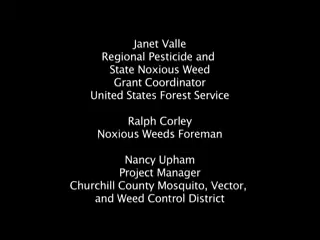 Janet Valle
Regional Pesticide and
State Noxious Weed
Grant Coordinator
United States Forest Service
Ralph Corley
Noxious Weeds Foreman
Nancy Upham
Project Manager
Churchill County Mosquito, Vector,
and Weed Control District